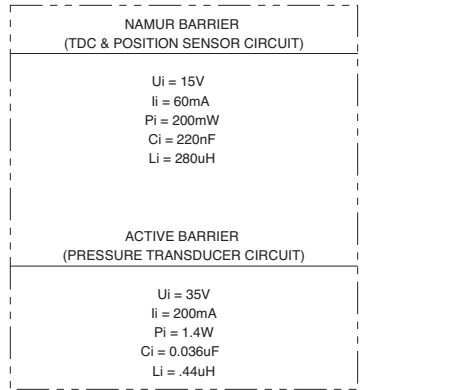 NAMUR BARRIER
(TDC & POSITION SENSOR CIRCUIT)
Ui = 15V
Ii = 60mA
Pi = 200mW
Ci = 220nF
Li = 280uH
ACTIVE BARRIER
(PRESSURE TRANSDUCER CIRCUIT)
Ui = 35V
Ii = 200mA
Pi = 1.4W
Ci = 0.036uF
Li = .44uH